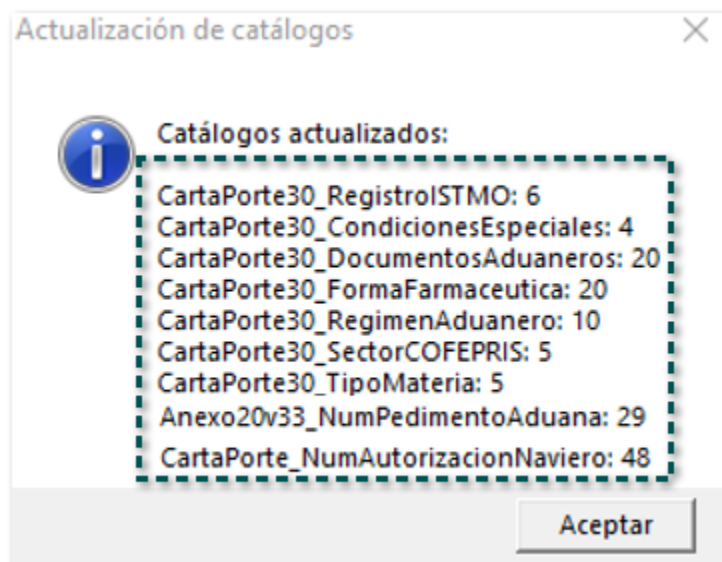 Actualización de catálogos
Catálogos actualizados:
CartaPorte30_RegistroISTMO: 6
CartaPorte30_CondicionesEspeciales: 4
CartaPorte30_DocumentosAduaneros: 20
CartaPorte30_FormaFarmaceutica: 20
CartaPorte30_RegimenAduanero: 10
CartaPorte30_SectorCOFEPRIS: 5
CartaPorte30_TipoMateria: 5
Anexo20v33_NumPedimentoAduana: 29
CartaPorte_NumAutorizacionNaviero: 48
Aceptar